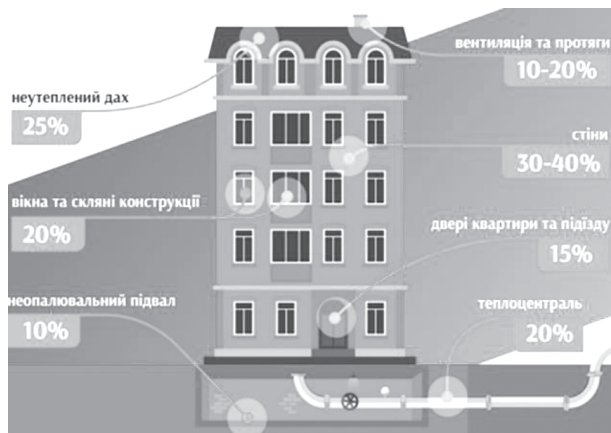 неутеплений дах
25%
вікна та скляні конструкції
20%
неопалювальний підвал
10%
вентиляція та протяги
10-20%
стіни
30-40%
двері квартири та підїзду
15%
теплоцентраль
20%